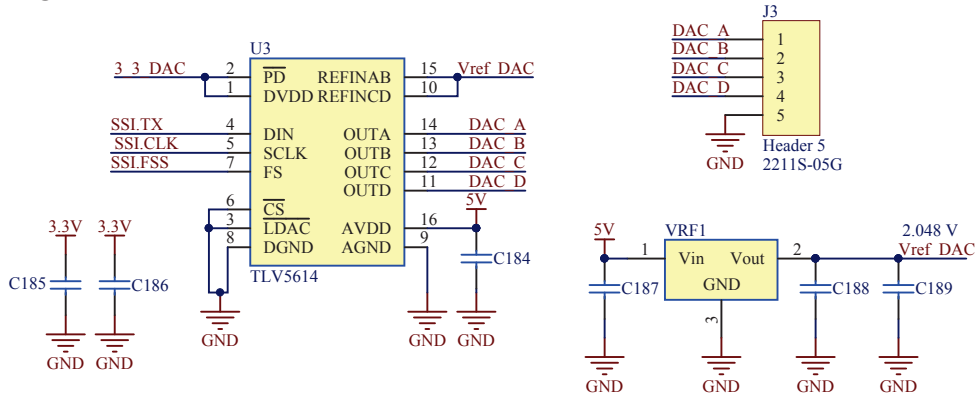 U3
3_3_DAC 2 PD REFINAB 15 Vref_DAC
1 DVDD REFINCD 10
SSI.TX 4 DIN OUTA 14 DAC_A
SSI.CLK 5 SCLK OUTB 13 DAC_B
SSI.FSS 7 FS OUTC 12 DAC_C
OUTD 11 DAC_D
6 CS 5V
3 LDAC AVDD 16
8 DGND AGND 9
TLV5614
C184
GND GND GND
3.3V 3.3V
C185 C186
GND GND
J3
DAC_A 1
DAC_B 2
DAC_C 3
DAC_D 4
5
GND
Header 5
2211S-05G
5V VRF1 2.048 V
1 Vin Vout 2 Vref_DAC
GND
C187 C188 C189
3
GND GND GND GND